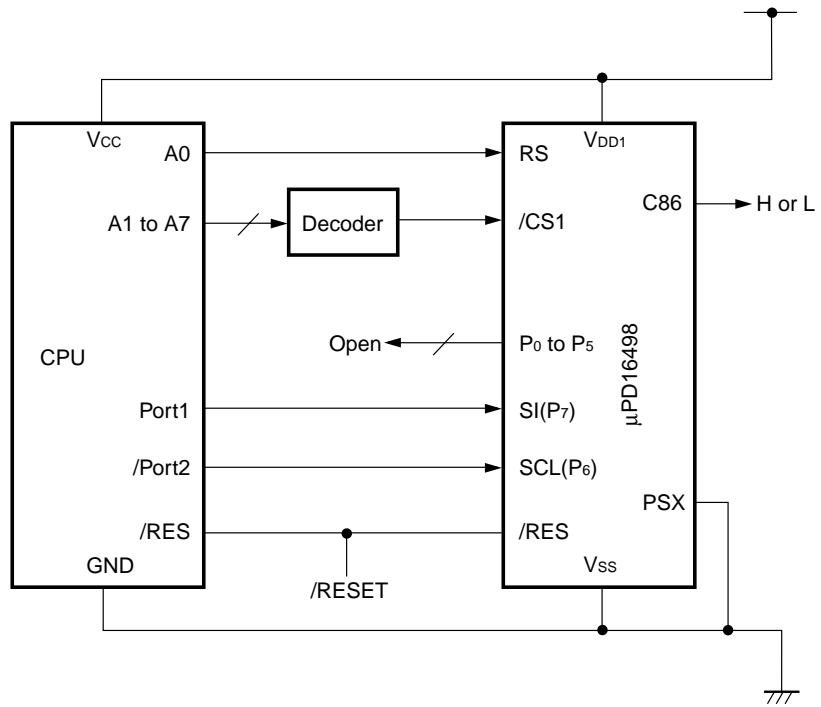 VCC
VDD1
A0
RS
C86
H or L
A1 to A7
Decoder
/CS1
Open
P0 to P5
CPU
μPD16498
Port1
SI(P7)
/Port2
SCL(P6)
PSX
/RES
/RES
GND
/RESET
VSS